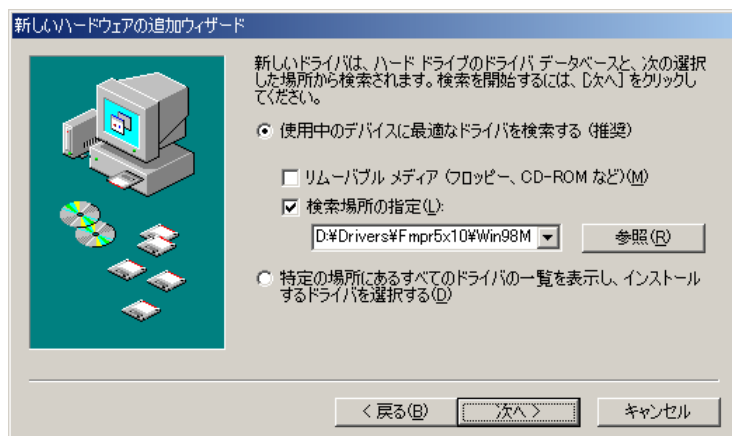 新しいハードウェアの追加ウィザード
新しいドライバは、ハード ドライブのドライバ データベースと、次の選択
した場所から検索されます。検索を開始するには、[次へ] をクリックし
てください。
使用中のデバイスに最適なドライバを検索する (推奨)
リムーバブル メディア (フロッピー、CD-ROM など)(M)
検索場所の指定(L):
D:¥Drivers¥Fmpr5x10¥Win98M
参照(R)
特定の場所にあるすべてのドライバの一覧を表示し、インストール
するドライバを選択する(D)
< 戻る(B)
次へ >
キャンセル